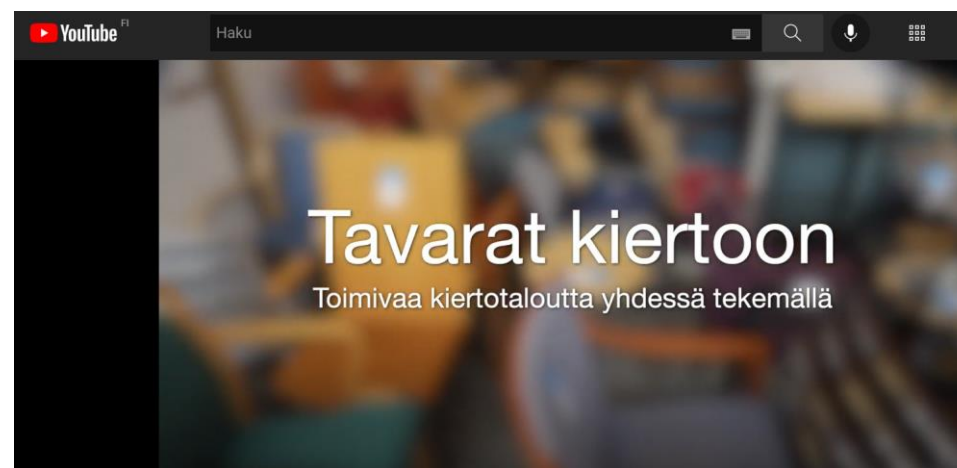 YouTube FI
Haku
Tavarat kiertoon
Toimivaa kiertotaloutta yhdessä tekemällä